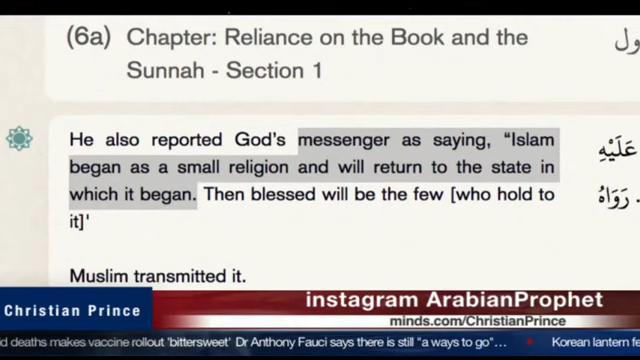 (6a) Chapter: Reliance on the Book and the
Sunnah - Section 1
ول
He also reported God's messenger as saying, “Islam
began as a small religion and will return to the state in
which it began. Then blessed will be the few [who hold to
it]'
عَلَيْهِ
. رَوَاهُ
Muslim transmitted it.
Christian Prince
instagram ArabianProphet
minds.com/ChristianPrince
deaths makes vaccine rollout 'bittersweet' Dr Anthony Fauci says there is still "a ways to go"... • Korean lantern fe